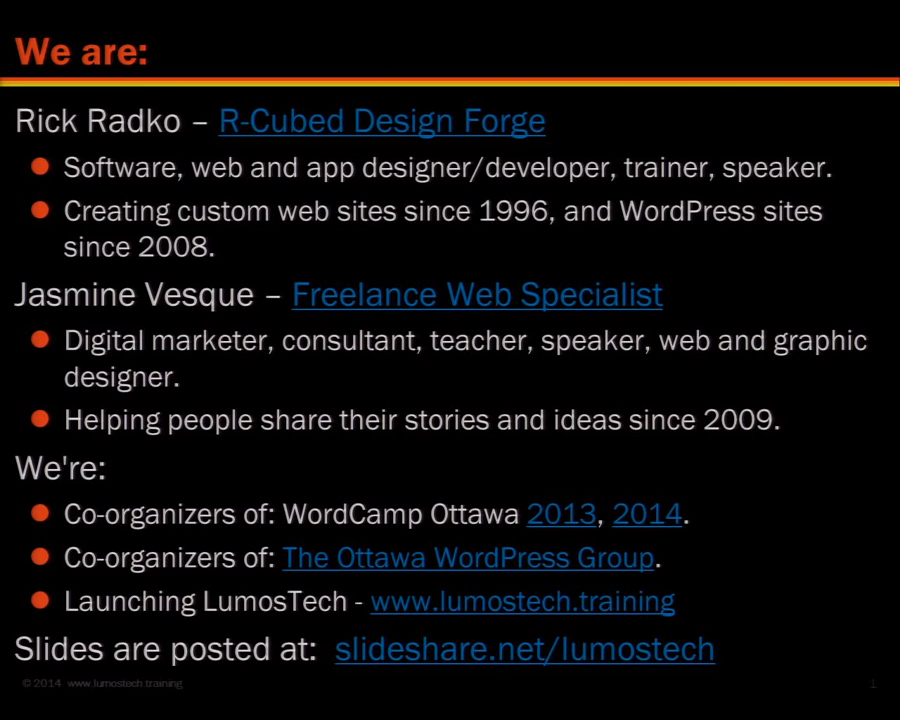 We are:
Rick Radko – R-Cubed Design Forge
Software, web and app designer/developer, trainer, speaker.
Creating custom web sites since 1996, and WordPress sites
since 2008.
Jasmine Vesque – Freelance Web Specialist
Digital marketer, consultant, teacher, speaker, web and graphic
designer.
Helping people share their stories and ideas since 2009.
We're:
Co-organizers of: WordCamp Ottawa 2013, 2014.
Co-organizers of: The Ottawa WordPress Group.
Launching LumosTech - www.lumostech.training
Slides are posted at: slideshare.net/lumostech
© 2014 www.lumostech.training 1